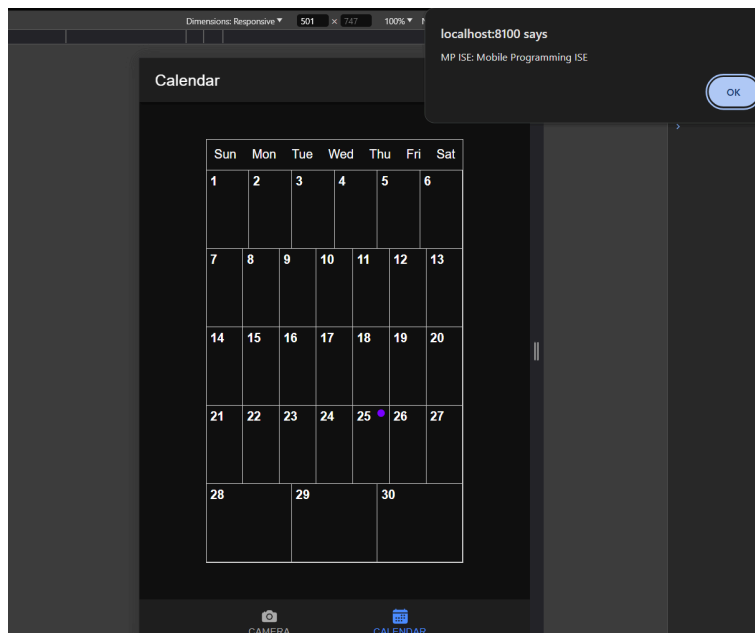 Dimensions: Responsive 501 × 747 100%
localhost:8100 says
MP ISE: Mobile Programming ISE
OK
Calendar
Sun Mon Tue Wed Thu Fri Sat
1 2 3 4 5 6
7 8 9 10 11 12 13
14 15 16 17 18 19 20
21 22 23 24 25 26 27
28 29 30
CAMERA CALENDAR